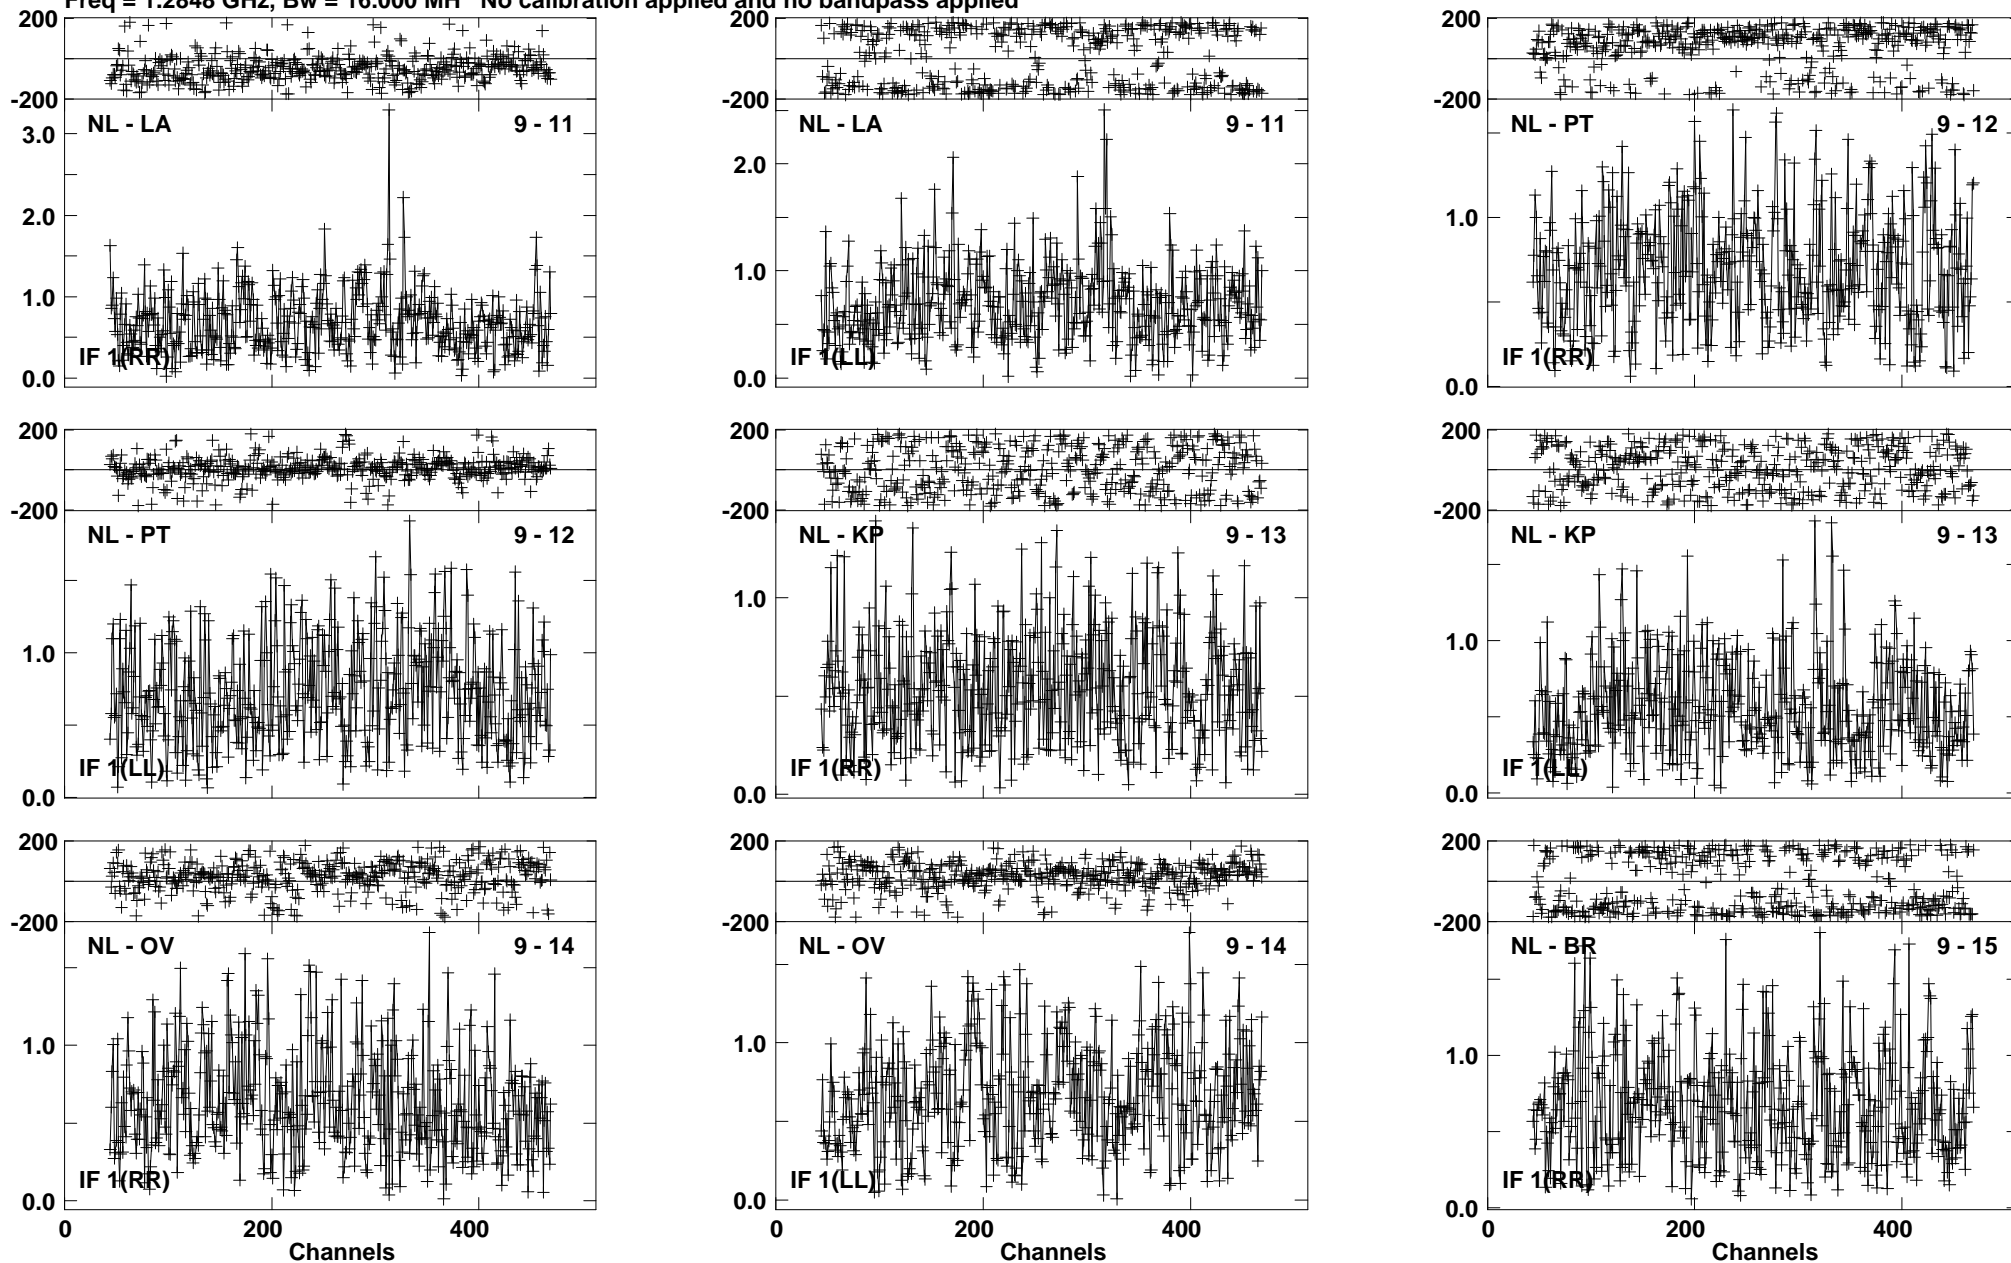 Freq = 1.2848 GHz, Bw = 16.000 MH No calibration applied and no bandpass applied
200 200 200
-200 -200 -200
NL - LA 9 - 11 NL - LA 9 - 11 NL - PT 9 - 12
3.0
2.0
1.0
0.0
IF 1(RR)
2.0
1.0
0.0
IF 1(LL)
1.0
0.0
IF 1(RR)
200 200 200
-200 -200 -200
NL - PT 9 - 12 NL - KP 9 - 13 NL - KP 9 - 13
1.0
0.0
IF 1(LL)
1.0
0.0
IF 1(RR)
1.0
0.0
IF 1(LL)
200 200 200
-200 -200 -200
NL - OV 9 - 14 NL - OV 9 - 14 NL - BR 9 - 15
1.0
0.0
IF 1(RR)
1.0
0.0
IF 1(LL)
1.0
0.0
IF 1(RR)
0 200 400 200 400 0 200 400
Channels Channels